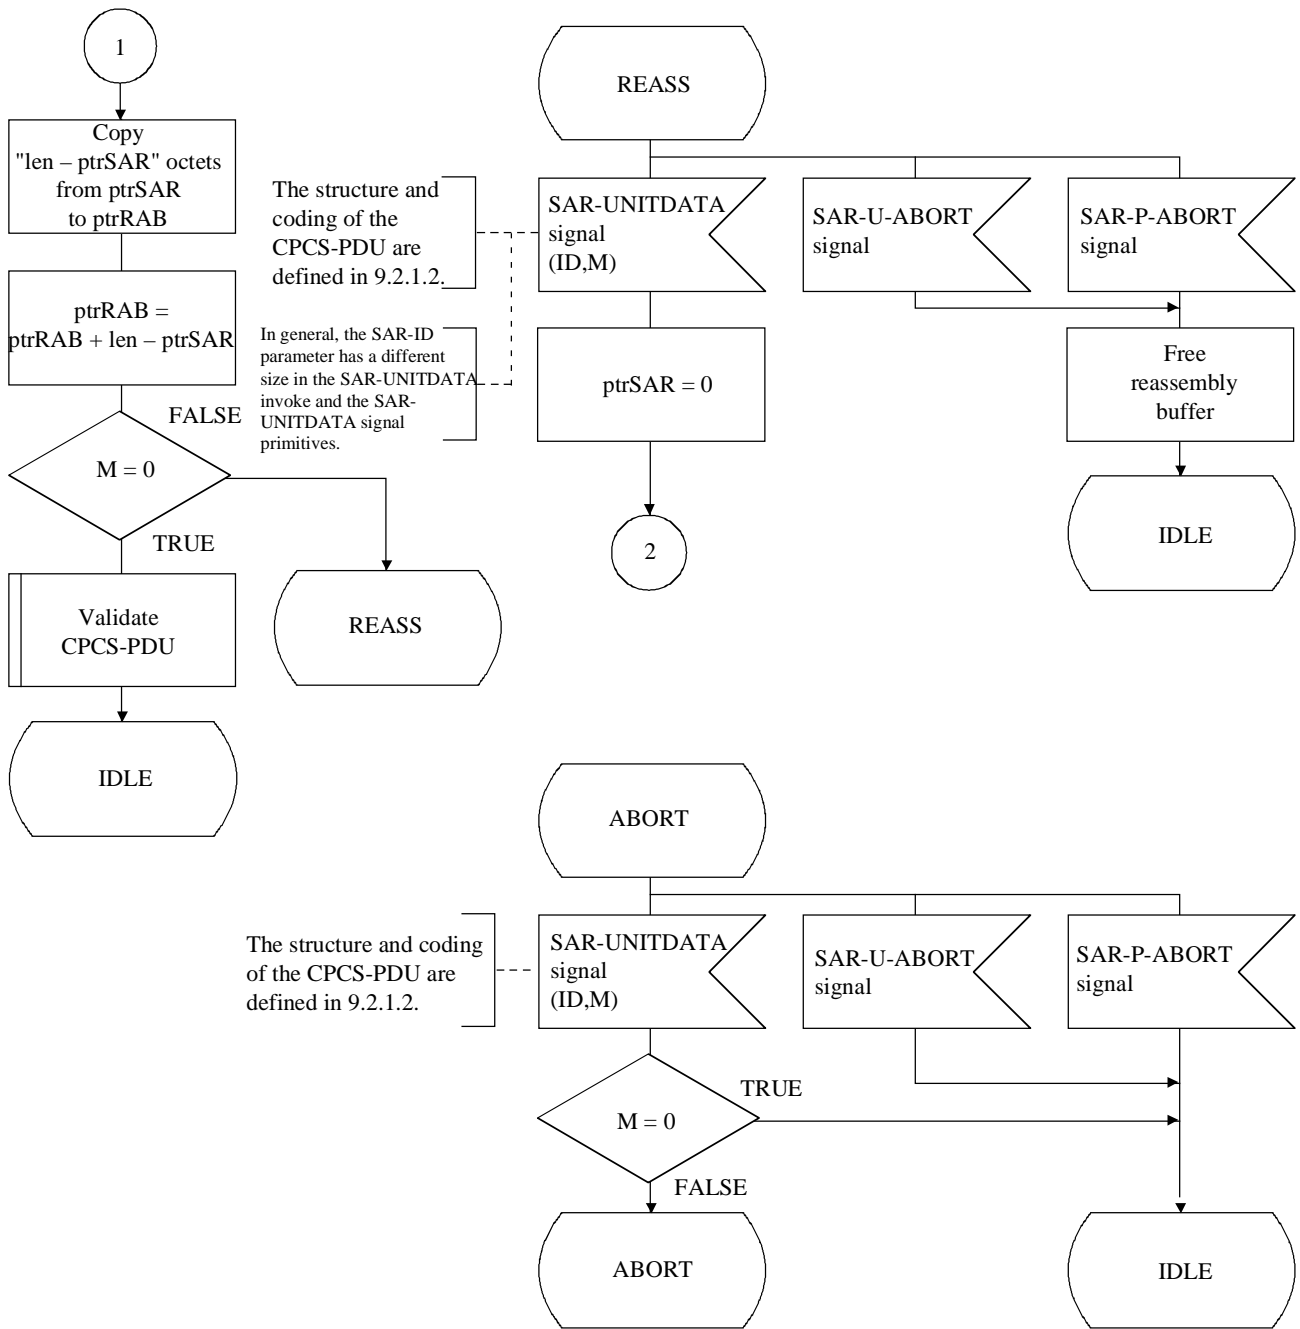 1
Copy
"len – ptrSAR" octets
from ptrSAR
to ptrRAB
ptrRAB =
ptrRAB + len – ptrSAR
M = 0
FALSE
TRUE
Validate
CPCS-PDU
IDLE
REASS
The structure and
coding of the
CPCS-PDU are
defined in 9.2.1.2.
In general, the SAR-ID
parameter has a different
size in the SAR-UNITDATA
invoke and the SAR-
UNITDATA signal
primitives.
REASS
SAR-UNITDATA
signal
(ID,M)
SAR-U-ABORT
signal
SAR-P-ABORT
signal
ptrSAR = 0
2
Free
reassembly
buffer
IDLE
ABORT
The structure and coding
of the CPCS-PDU are
defined in 9.2.1.2.
SAR-UNITDATA
signal
(ID,M)
SAR-U-ABORT
signal
SAR-P-ABORT
signal
M = 0
TRUE
FALSE
ABORT
IDLE